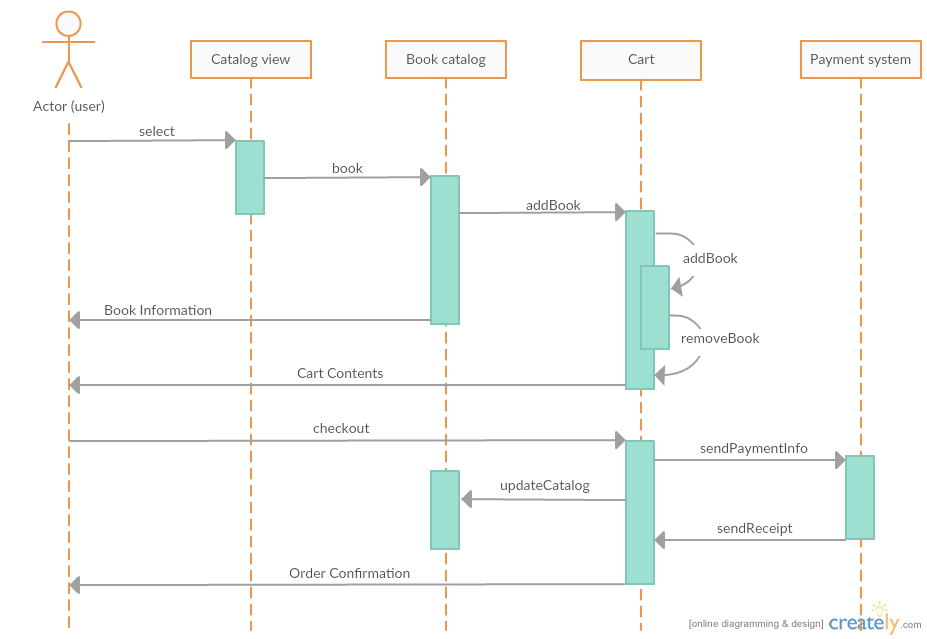 Catalog view
Book catalog
Cart
Payment system
Actor (user)
select
book
addBook
addBook
Book Information
removeBook
Cart Contents
checkout
sendPaymentInfo
updateCatalog
sendReceipt
Order Confirmation
[online diagramming & design] creately.com